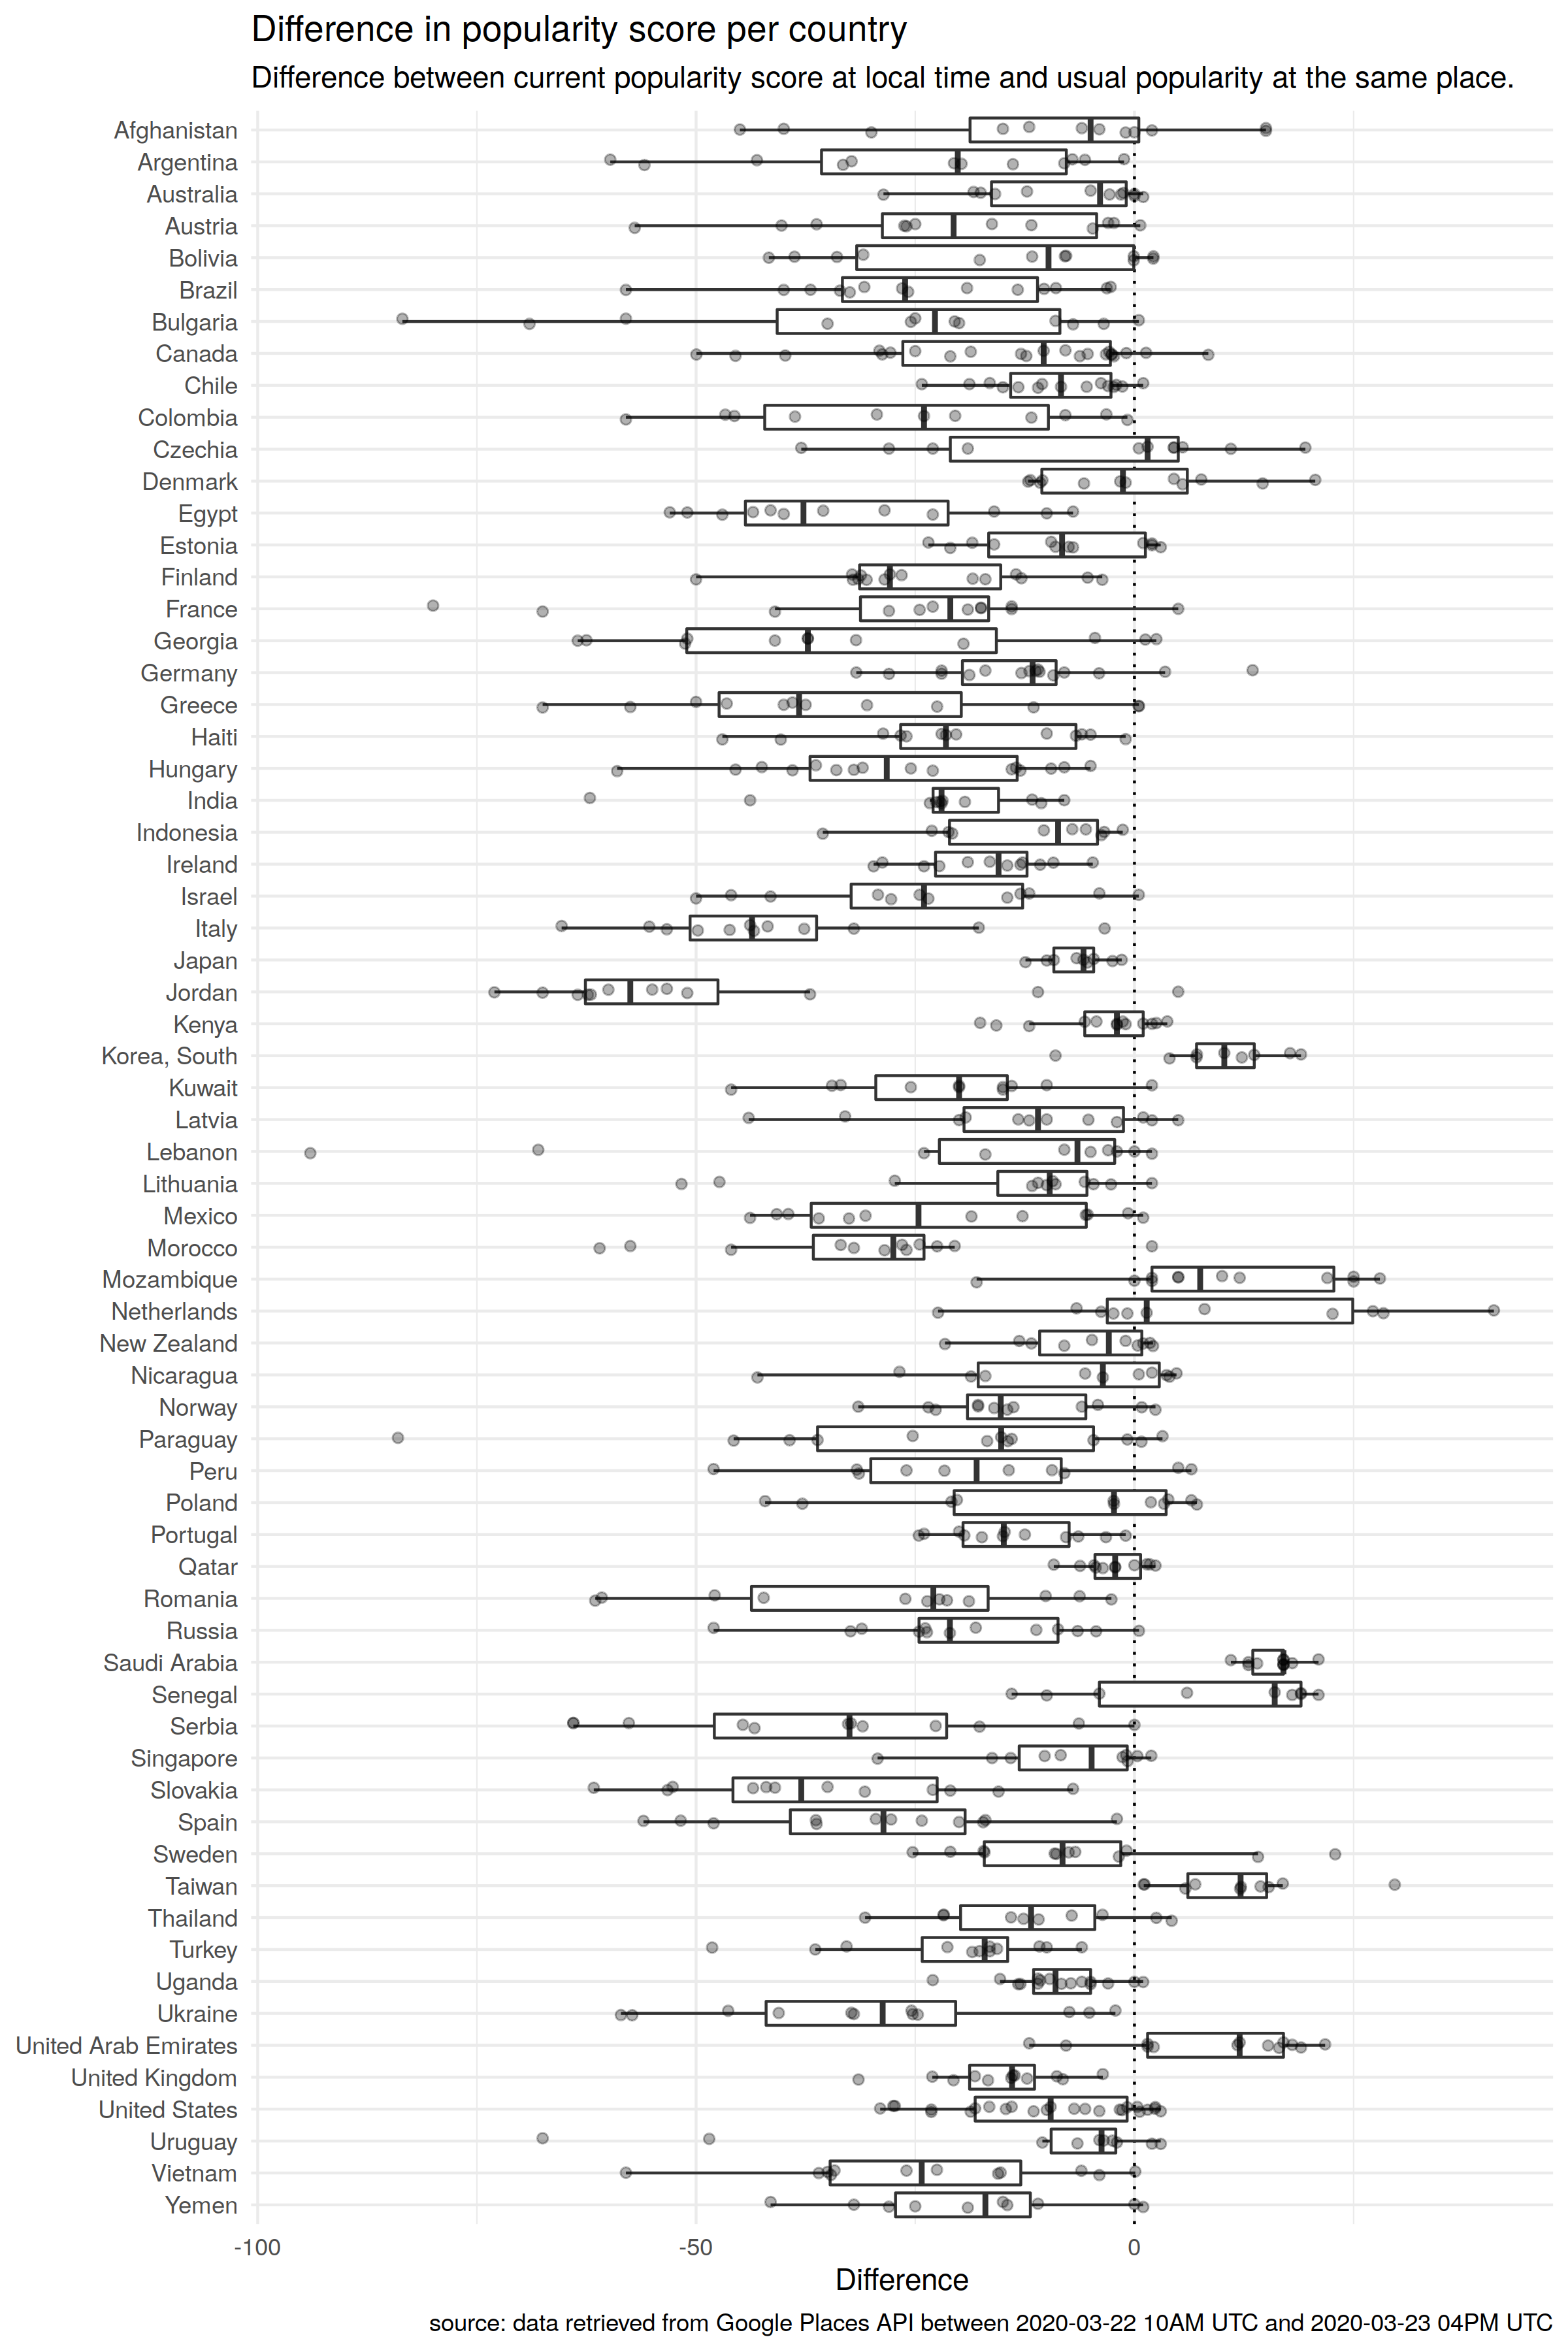 Difference in popularity score per country
Difference between current popularity score at local time and usual popularity at the same place.
Afghanistan
Argentina
Australia
Austria
Bolivia
Brazil
Bulgaria
Canada
Chile
Colombia
Czechia
Denmark
Egypt
Estonia
Finland
France
Georgia
Germany
Greece
Haiti
Hungary
India
Indonesia
Ireland
Israel
Italy
Japan
Jordan
Kenya
Korea, South
Kuwait
Latvia
Lebanon
Lithuania
Mexico
Morocco
Mozambique
Netherlands
New Zealand
Nicaragua
Norway
Paraguay
Peru
Poland
Portugal
Qatar
Romania
Russia
Saudi Arabia
Senegal
Serbia
Singapore
Slovakia
Spain
Sweden
Taiwan
Thailand
Turkey
Uganda
Ukraine
United Arab Emirates
United Kingdom
United States
Uruguay
Vietnam
Yemen
-100 -50 0
Difference
source: data retrieved from Google Places API between 2020-03-22 10AM UTC and 2020-03-23 04PM UTC